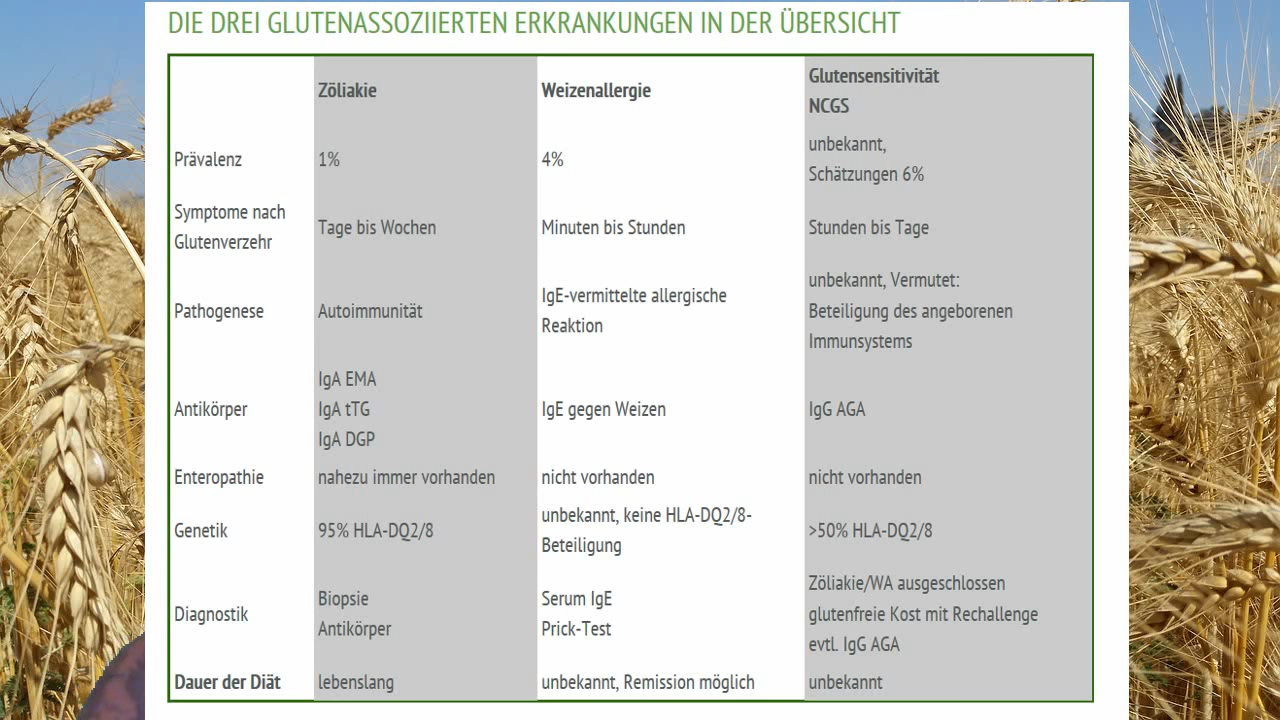 DIE DREI GLUTENASSOZIIERTEN ERKRANKUNGEN IN DER ÜBERSICHT
Zöliakie
Weizenallergie
Glutensensitivität
NCGS
Prävalenz
1%
4%
unbekannt,
Schätzungen 6%
Symptome nach
Glutenverzehr
Tage bis Wochen
Minuten bis Stunden
Stunden bis Tage
Pathogenese
Autoimmunität
IgE-vermittelte allergische
Reaktion
unbekannt, Vermutet:
Beteiligung des angeborenen
Immunsystems
Antikörper
IgA EMA
IgA tTG
IgA DGP
IgE gegen Weizen
IgG AGA
Enteropathie
nahezu immer vorhanden
nicht vorhanden
nicht vorhanden
Genetik
95% HLA-DQ2/8
unbekannt, keine HLA-DQ2/8-
Beteiligung
>50% HLA-DQ2/8
Diagnostik
Biopsie
Antikörper
Serum IgE
Prick-Test
Zöliakie/WA ausgeschlossen
glutenfreie Kost mit Rechallenge
evtl. IgG AGA
Dauer der Diät
lebenslang
unbekannt, Remission möglich
unbekannt